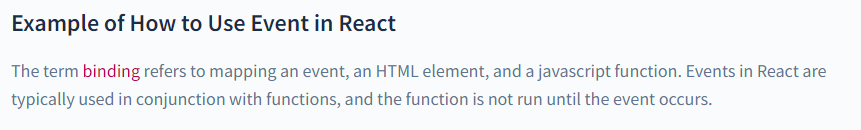 Example of How to Use Event in React
The term binding refers to mapping an event, an HTML element, and a javascript function. Events in React are
typically used in conjunction with functions, and the function is not run until the event occurs.